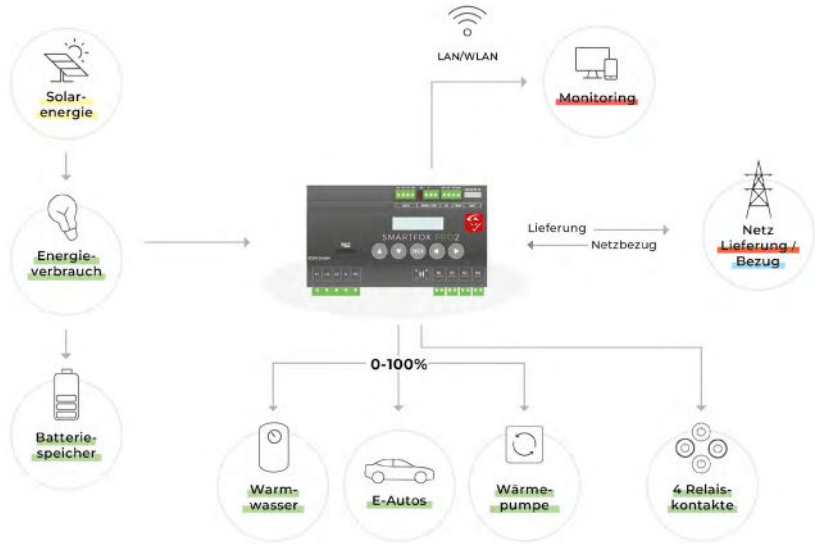 LAN/WLAN
Solar-
energie
Monitoring
SMARTFOX PRO2
Energie-
verbrauch
Lieferung
Netzbezug
Netz
Lieferung /
Bezug
0-100%
Batterie-
speicher
Warm-
wasser
E-Autos
Wärme-
pumpe
4 Relais-
kontakte